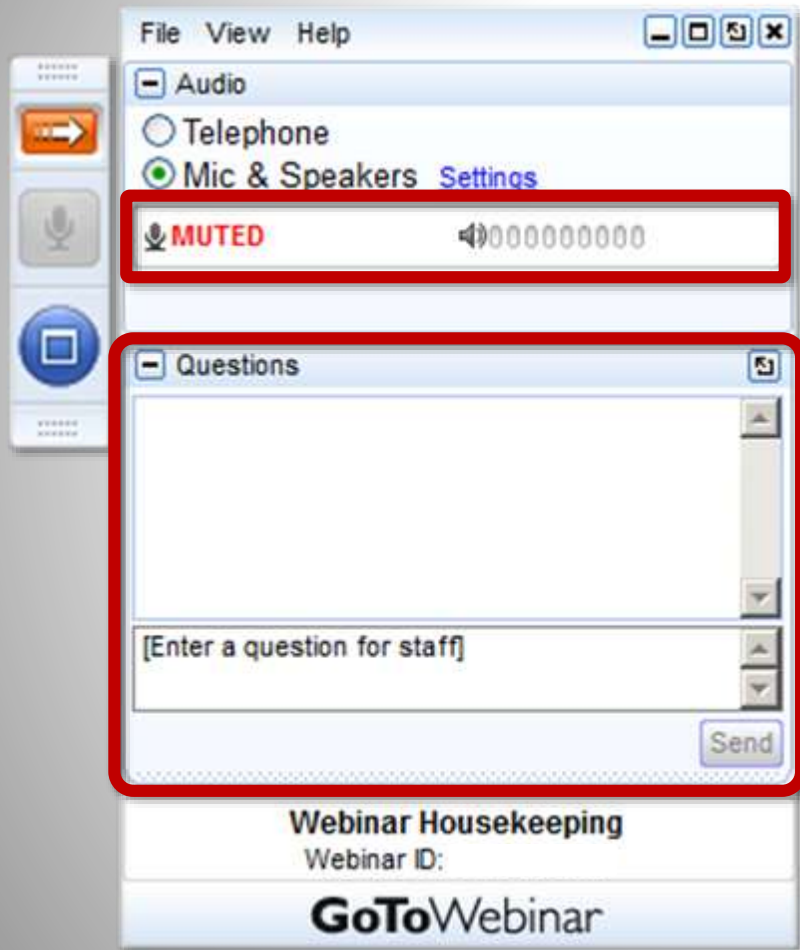 File View Help
Audio
Telephone
Mic & Speakers Settings
MUTED 000000000
Questions
[Enter a question for staff]
Send
Webinar Housekeeping
Webinar ID:
GoToWebinar